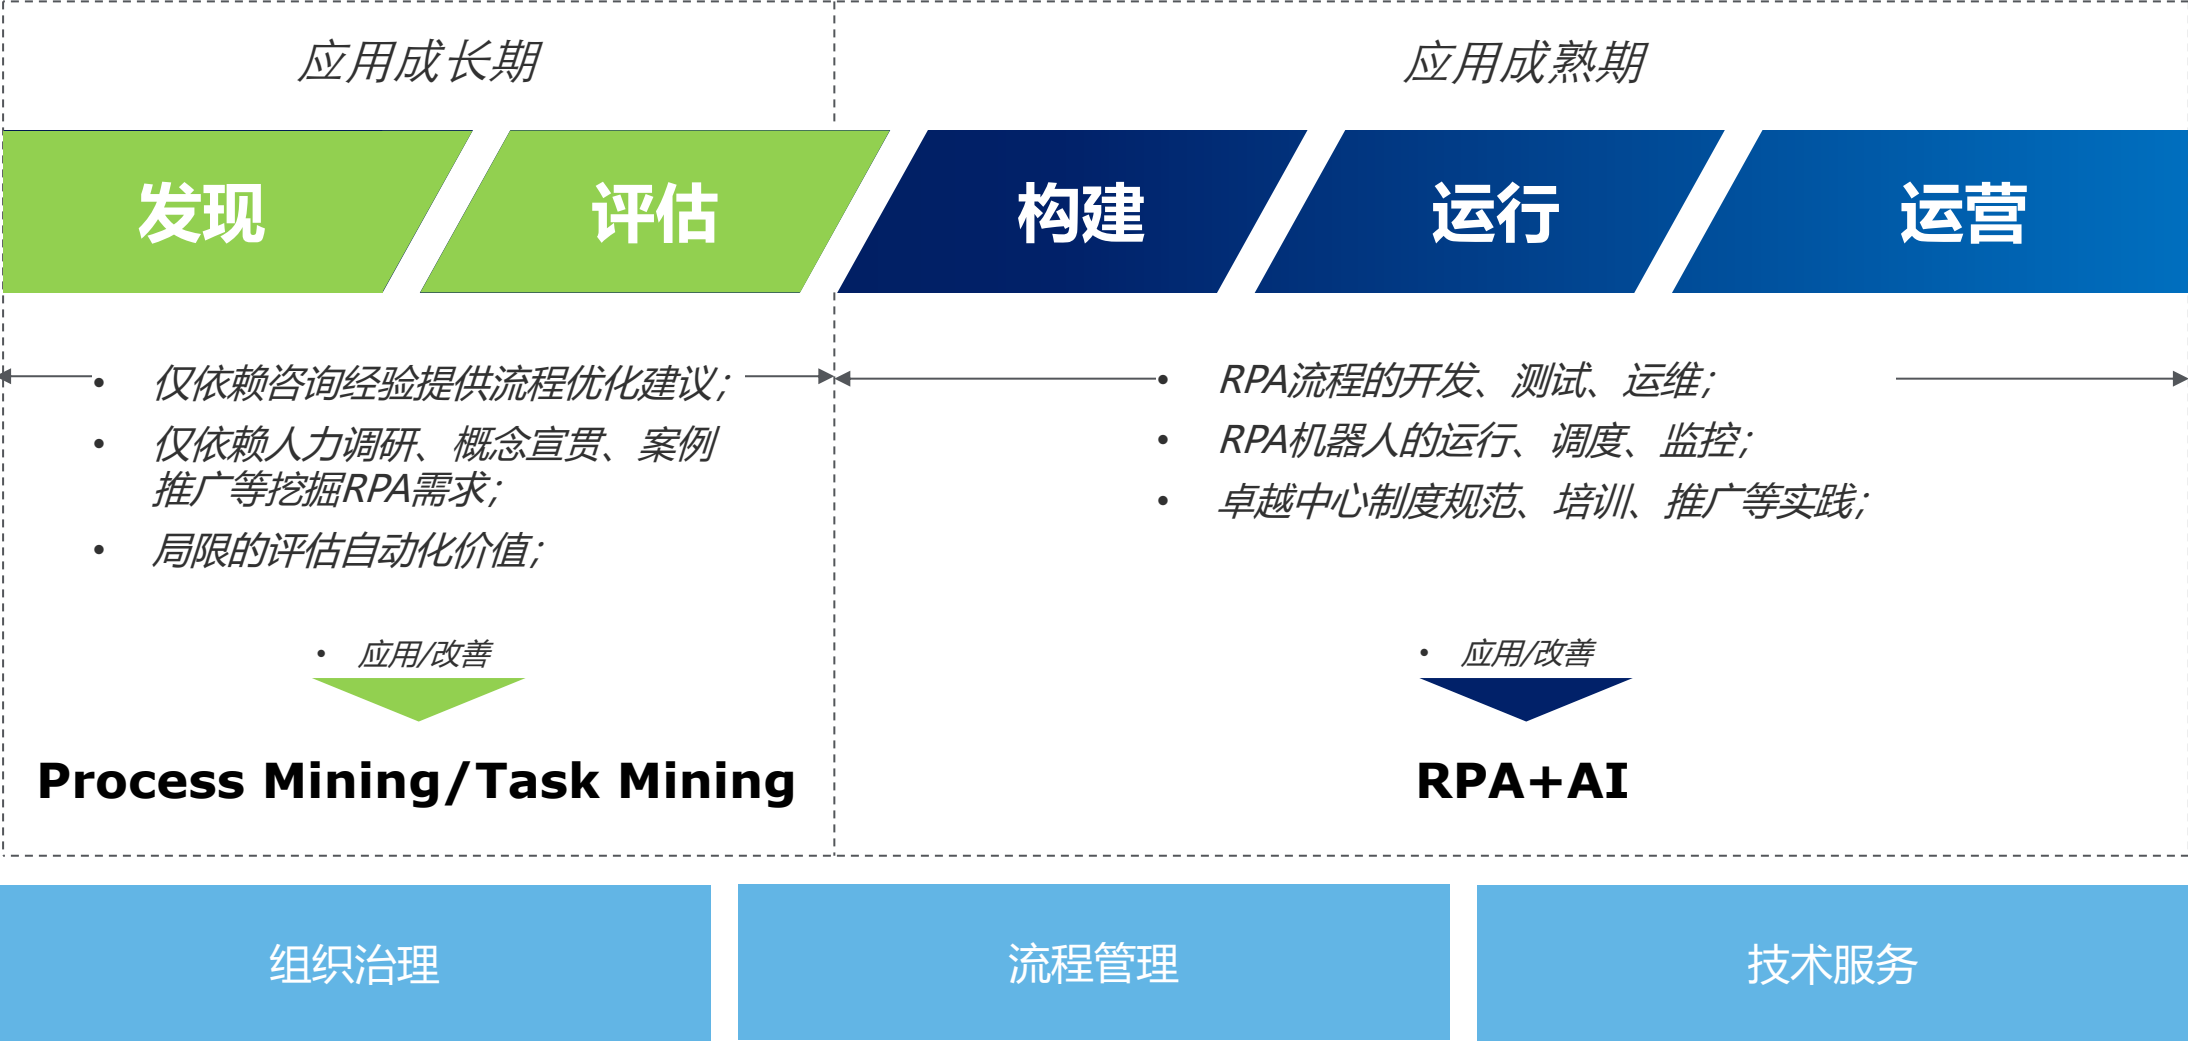 应用成长期
应用成熟期
发现
评估
构建
运行
运营
• 仅依赖咨询经验提供流程优化建议；
• 仅依赖人力调研、概念宣贯、案例
推广等挖掘RPA需求；
• 局限的评估自动化价值；
• RPA流程的开发、测试、运维；
• RPA机器人的运行、调度、监控；
• 卓越中心制度规范、培训、推广等实践；
• 应用/改善
• 应用/改善
Process Mining/Task Mining
RPA+AI
组织治理
流程管理
技术服务